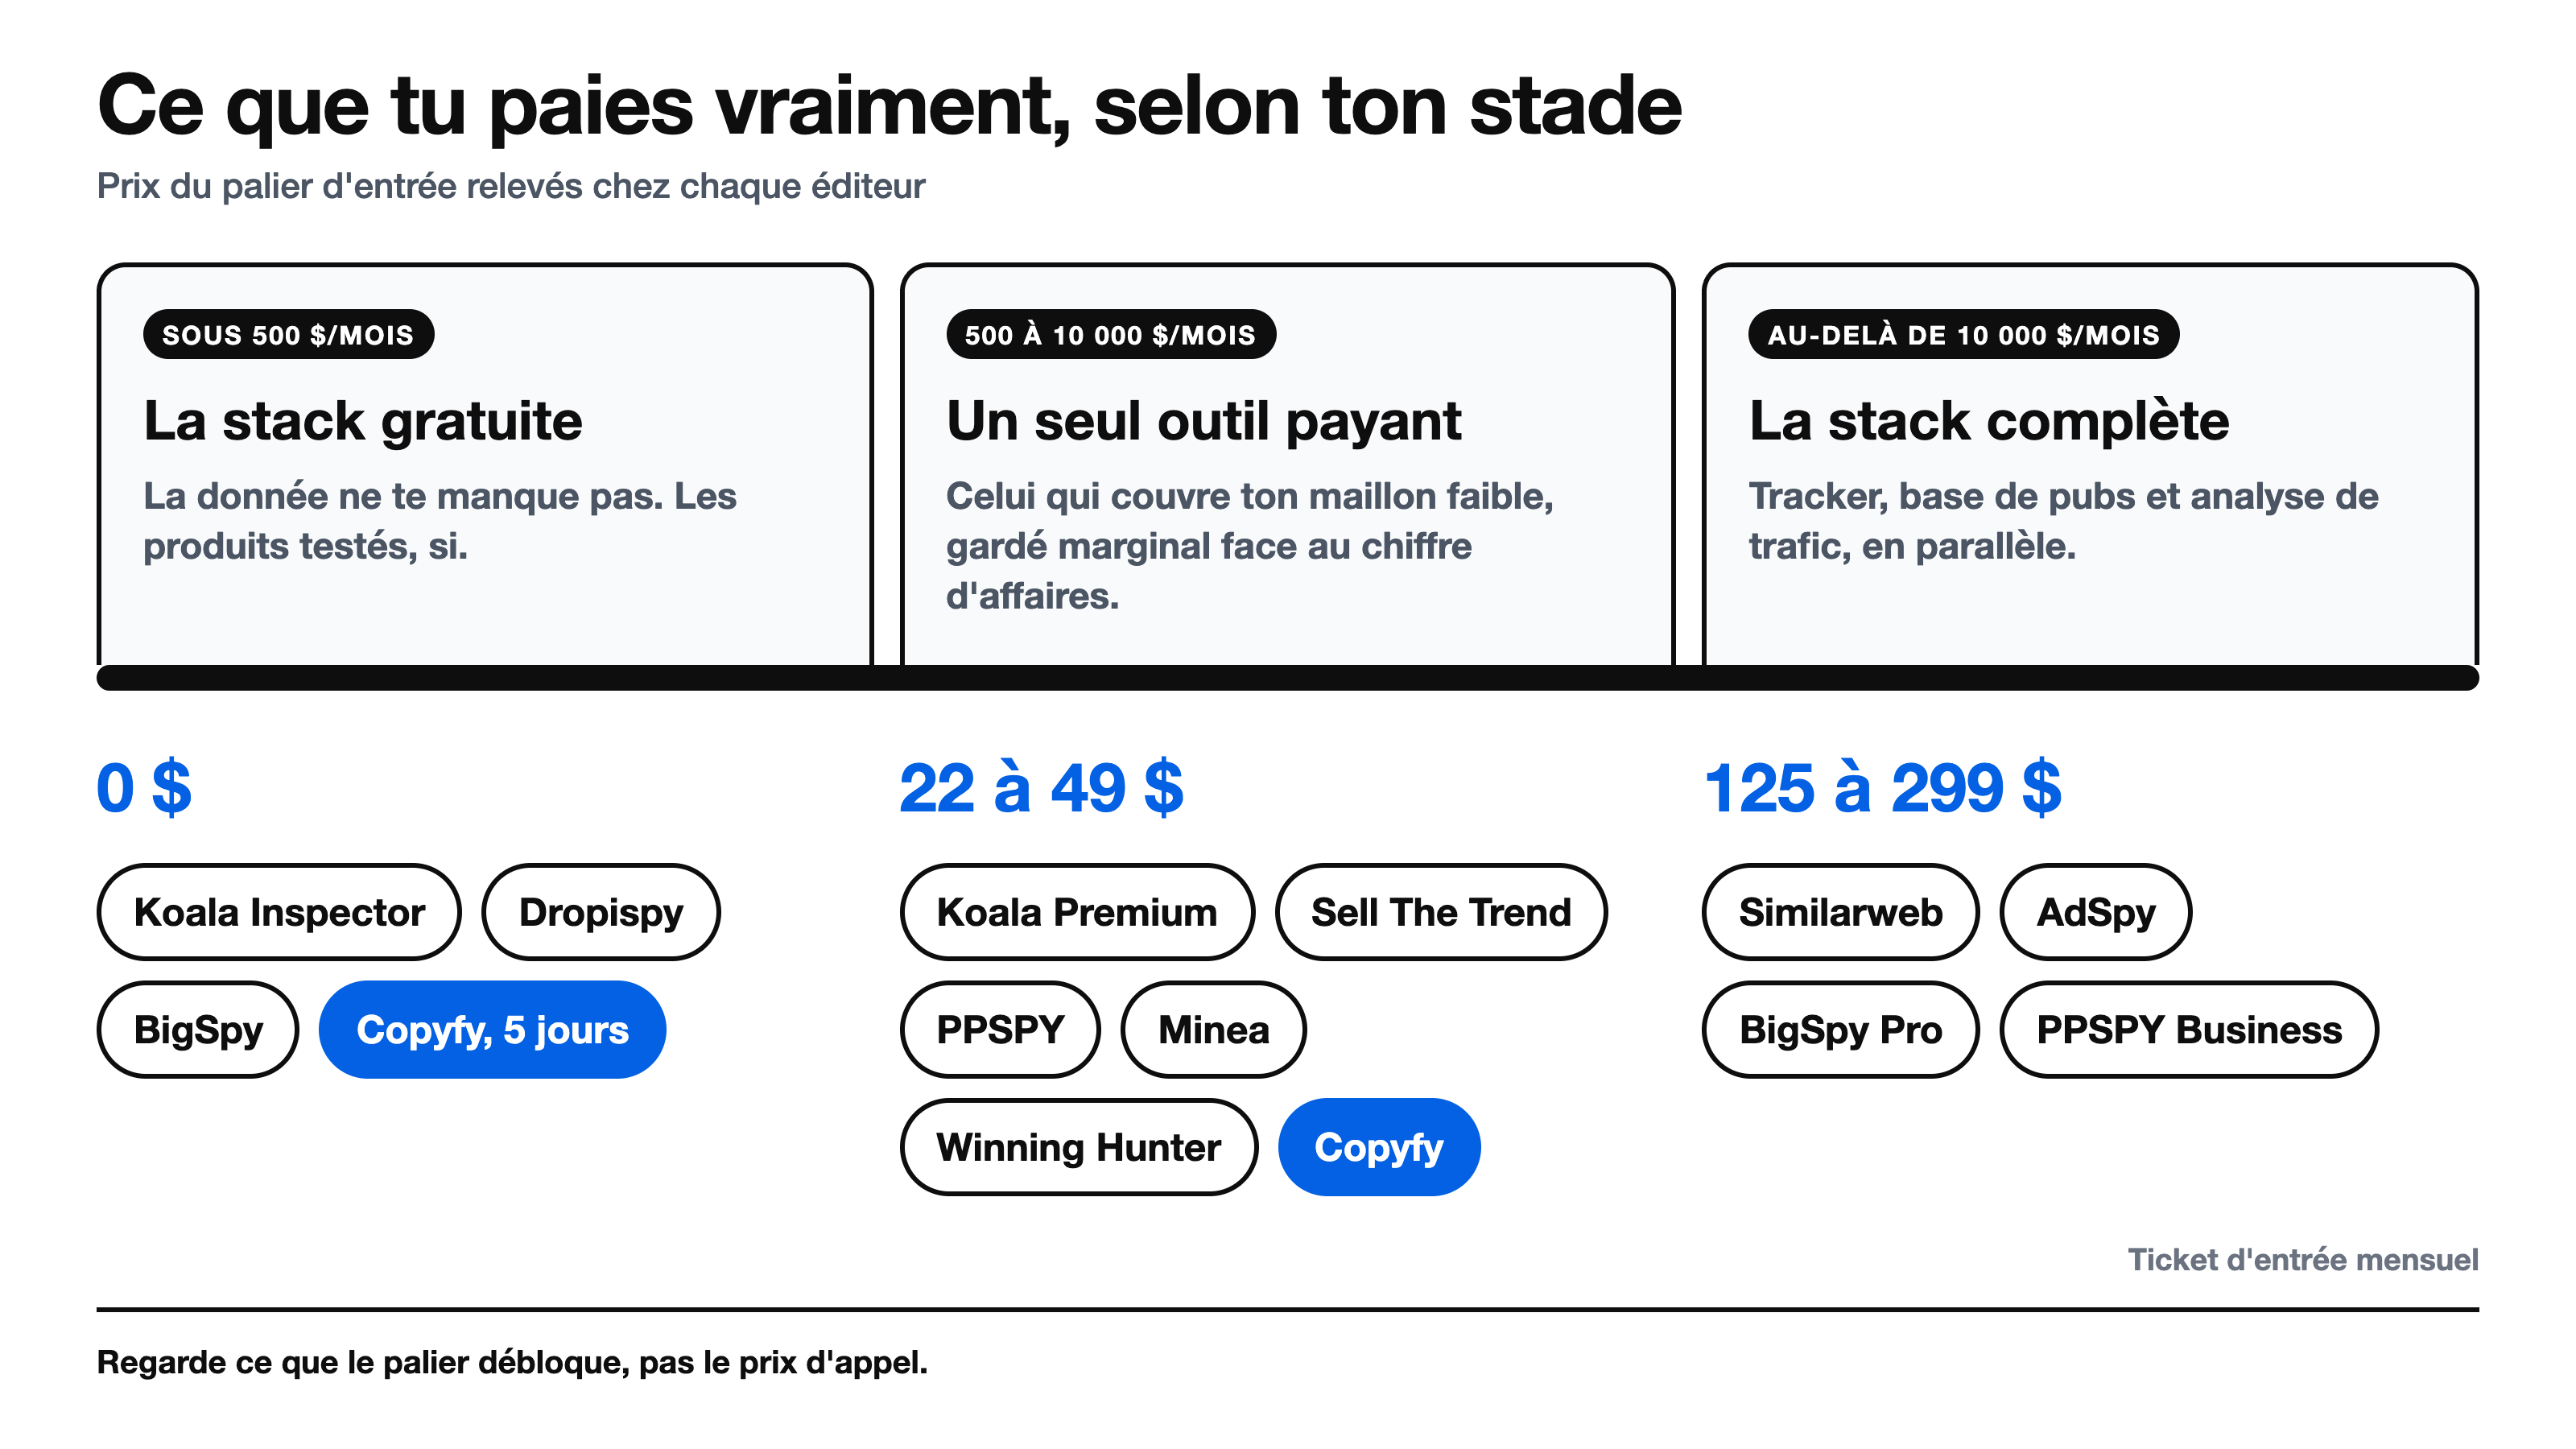 Ce que tu paies vraiment, selon ton stade
Prix du palier d'entrée relevés chez chaque éditeur
SOUS 500 $/MOIS
La stack gratuite
La donnée ne te manque pas. Les
produits testés, si.
500 À 10 000 $/MOIS
Un seul outil payant
Celui qui couvre ton maillon faible,
gardé marginal face au chiffre
d'affaires.
AU-DELÀ DE 10 000 $/MOIS
La stack complète
Tracker, base de pubs et analyse de
trafic, en parallèle.
0 $
Koala Inspector
Dropispy
BigSpy
Copyfy, 5 jours
22 à 49 $
Koala Premium
Sell The Trend
PPSPY
Minea
Winning Hunter
Copyfy
125 à 299 $
Similarweb
AdSpy
BigSpy Pro
PPSPY Business
Ticket d'entrée mensuel
Regarde ce que le palier débloque, pas le prix d'appel.